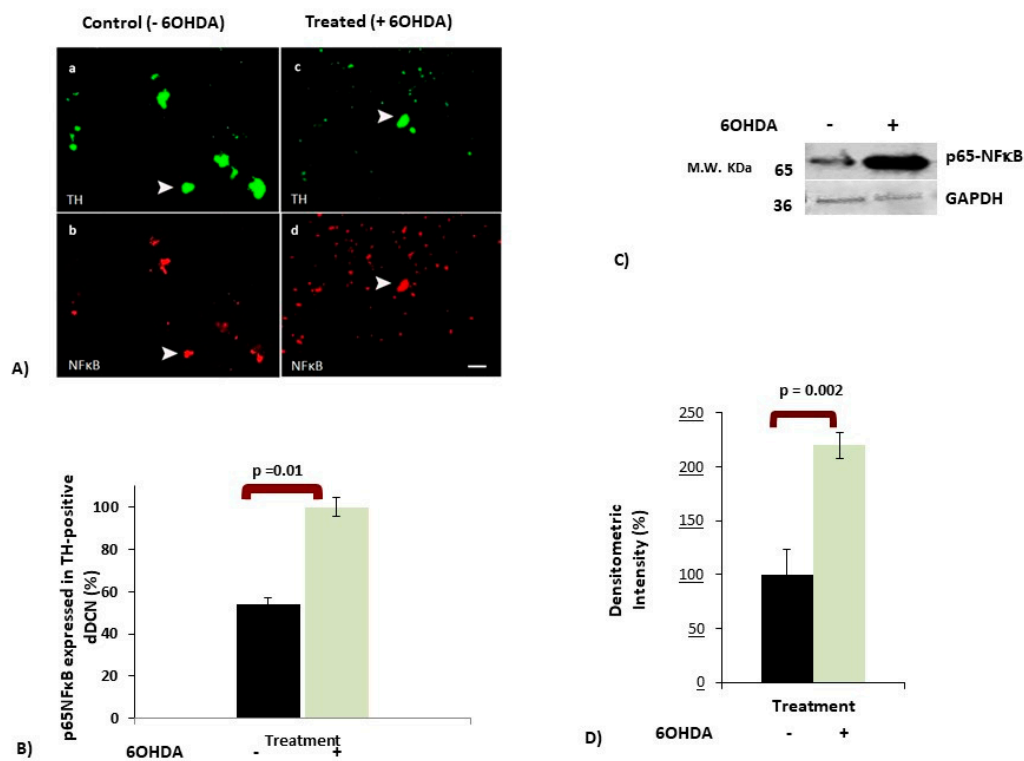 Control (- 6OHDA)
Treated (+ 6OHDA)
a
TH
c
TH
b
NFκB
d
NFκB
A)
6OHDA - +
M.W. KDa 65 p65-NFκB
36 GAPDH
C)
p =0.01
p65NFκB expressed in TH-positive
dDCN (%)
100
80
60
40
20
0
Treatment
6OHDA - +
B)
p = 0.002
Densitometric
Intensity (%)
250
200
150
100
50
0
Treatment
6OHDA - +
D)